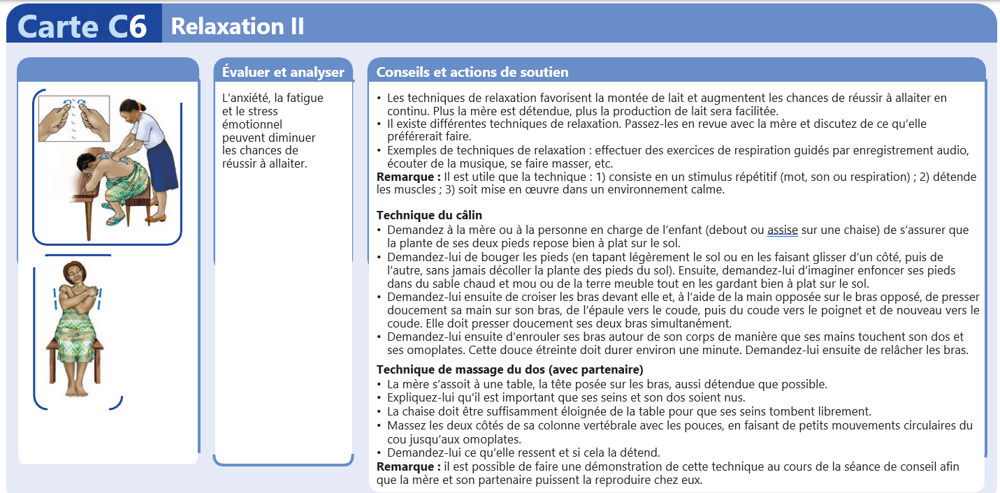 Carte C6
Relaxation II
Évaluer et analyser
L’anxiété, la fatigue
et le stress
émotionnel
peuvent diminuer
les chances de
réussir à allaiter.
Conseils et actions de soutien
• Les techniques de relaxation favorisent la montée de lait et augmentent les chances de réussir à allaiter en
continu. Plus la mère est détendue, plus la production de lait sera facilitée.
• Il existe différentes techniques de relaxation. Passez-les en revue avec la mère et discutez de ce qu’elle
préférerait faire.
• Exemples de techniques de relaxation : effectuer des exercices de respiration guidés par enregistrement audio,
écouter de la musique, se faire masser, etc.
Remarque : Il est utile que la technique : 1) consiste en un stimulus répétitif (mot, son ou respiration) ; 2) détende
les muscles ; 3) soit mise en œuvre dans un environnement calme.
Technique du câlin
• Demandez à la mère ou à la personne en charge de l’enfant (debout ou assise sur une chaise) de s’assurer que
la plante de ses deux pieds repose bien à plat sur le sol.
• Demandez-lui de bouger les pieds (en tapant légèrement le sol ou en les faisant glisser d’un côté, puis de
l’autre, sans jamais décoller la plante des pieds du sol). Ensuite, demandez-lui d’imaginer enfoncer ses pieds
dans du sable chaud et mou ou de la terre meuble tout en les gardant bien à plat sur le sol.
• Demandez-lui ensuite de croiser les bras devant elle et, à l’aide de la main opposée sur le bras opposé, de presser
doucement sa main sur son bras, de l’épaule vers le coude, puis du coude vers le poignet et de nouveau vers le
coude. Elle doit presser doucement ses deux bras simultanément.
• Demandez-lui ensuite d’enrouler ses bras autour de son corps de manière que ses mains touchent son dos et
ses omoplates. Cette douce étreinte doit durer environ une minute. Demandez-lui ensuite de relâcher les bras.
Technique de massage du dos (avec partenaire)
• La mère s’assoit à une table, la tête posée sur les bras, aussi détendue que possible.
• Expliquez-lui qu’il est important que ses seins et son dos soient nus.
• La chaise doit être suffisamment éloignée de la table pour que ses seins tombent librement.
• Massez les deux côtés de sa colonne vertébrale avec les pouces, en faisant de petits mouvements circulaires du
cou jusqu’aux omoplates.
• Demandez-lui ce qu’elle ressent et si cela la détend.
Remarque : il est possible de faire une démonstration de cette technique au cours de la séance de conseil afin
que la mère et son partenaire puissent la reproduire chez eux.